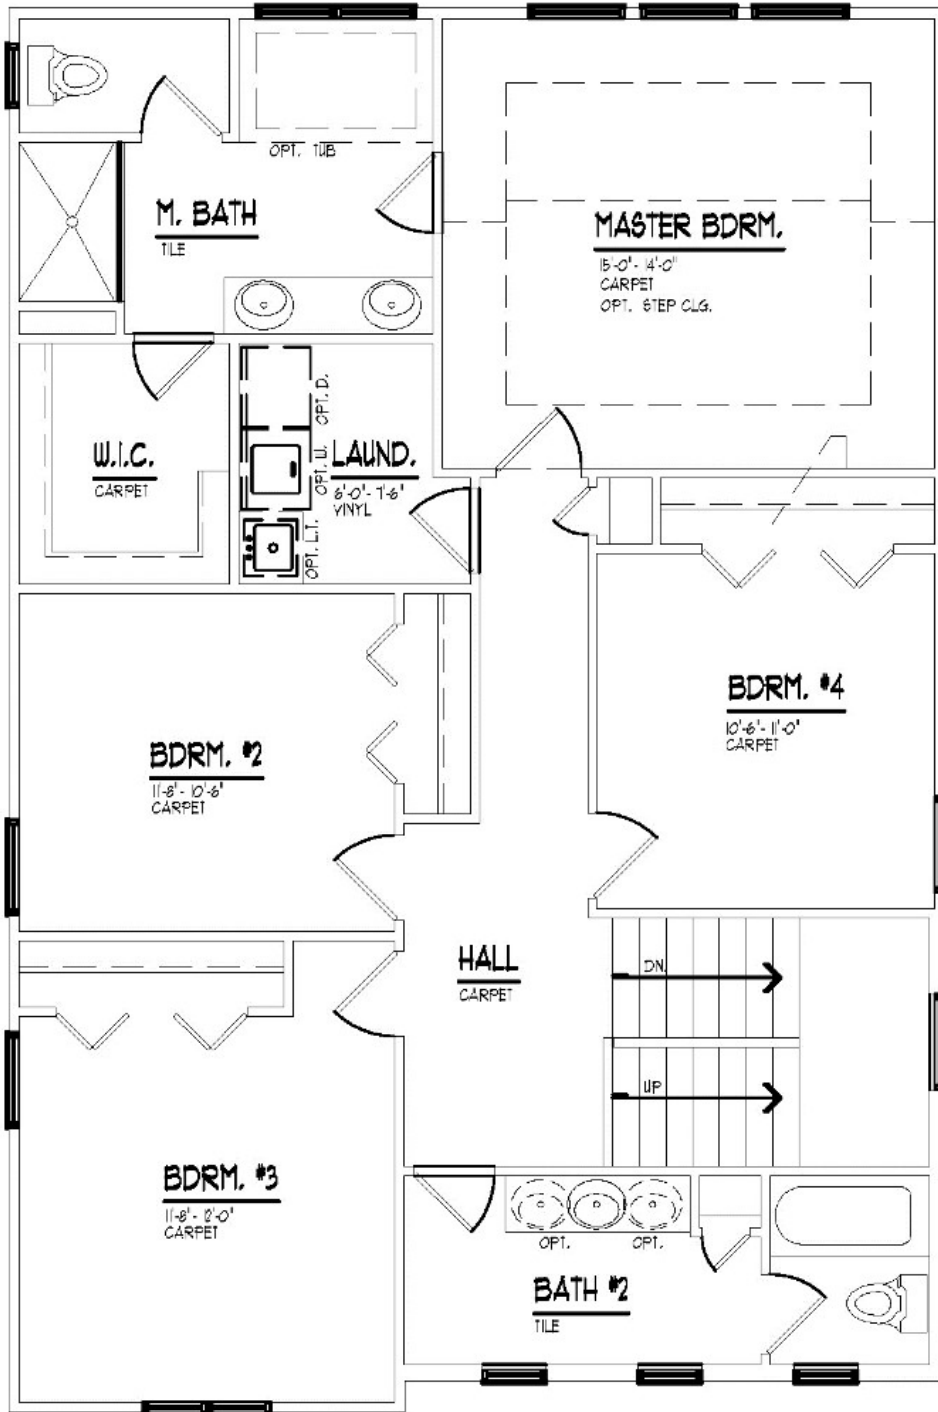 OPT. TUB
M. BATH
TILE
MASTER BDRM.
15'-0" - 14'-0"
CARPET
OPT. STEP CLG.
W.I.C.
CARPET
OPT. D.
OPT. W.
OPT. L.T.
LAUND.
6'-0" - 7'-6"
VINYL
BDRM. #4
10'-6" - 11'-0"
CARPET
BDRM. #2
11'-8" - 10'-6"
CARPET
HALL
CARPET
DN.
UP
BDRM. #3
11'-8" - 12'-0"
CARPET
OPT.
OPT.
BATH #2
TILE